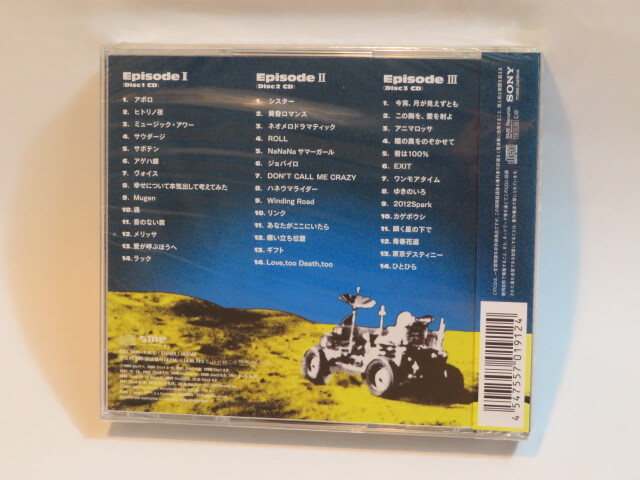 Episode I
(Disc1 CD)
1. アポロ
2. ヒトリノ夜
3. ミュージック・アワー
4. サウダージ
5. サボテン
6. アゲハ蝶
7. ヴォイス
8. 幸せについて本気出して考えてみた
9. Mugen
10. 渦
11. 音のない森
12. メリッサ
13. 愛が呼ぶほうへ
14. ラック
Episode II
(Disc2 CD)
1. シスター
2. 黄昏ロマンス
3. ネオメロドラマティック
4. ROLL
5. NaNaNa サマーガール
6. ジョバイロ
7. DON'T CALL ME CRAZY
8. ハネウマライダー
9. Winding Road
10. リンク
11. あなたがここにいたら
12. 痛い立ち位置
13. ギフト
14. Love,too Death,too
Episode III
(Disc3 CD)
1. 今宵、月が見えずとも
2. この胸を、愛を射よ
3. アニマロッサ
4. 瞳の奥をのぞかせて
5. 君は100%
6. EXIT
7. ワンモアタイム
8. ゆきのいろ
9. 2012Spark
10. カゲボウシ
11. 瞬く星の下で
12. 青春花道
13. 東京デスティニー
14. ひとひら
SONY
SME Records
sme
4 547557 019124